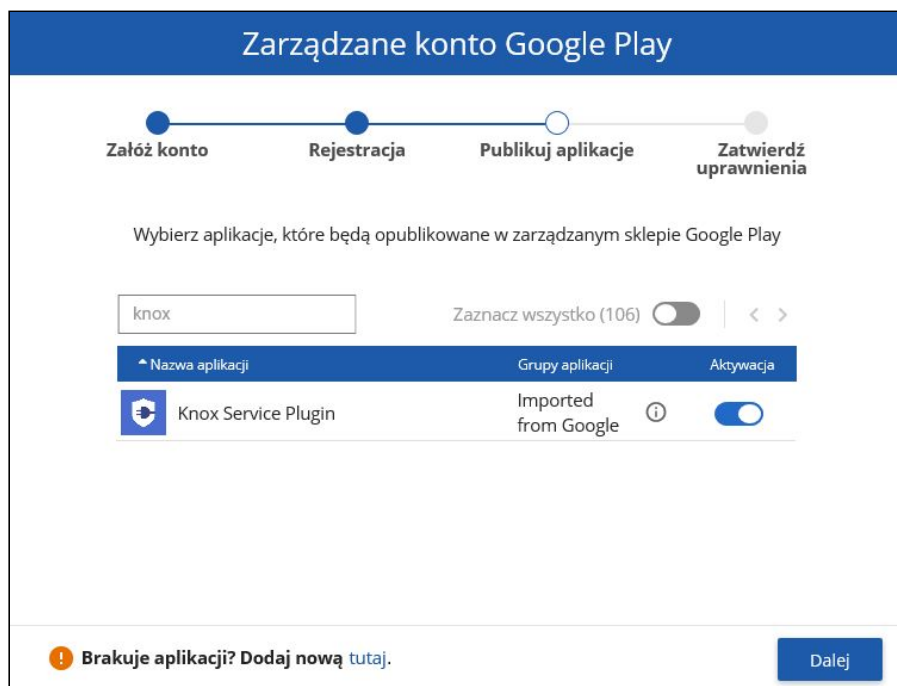 Zarządzane konto Google Play
Załóż konto
Rejestracja
Publikuj aplikacje
Zatwierdź
uprawnienia
Wybierz aplikacje, które będą opublikowane w zarządzanym sklepie Google Play
knox
Zaznacz wszystko (106)
Nazwa aplikacji
Grupy aplikacji
Aktywacja
Knox Service Plugin
Imported
from Google
Brakuje aplikacji? Dodaj nową tutaj.
Dalej